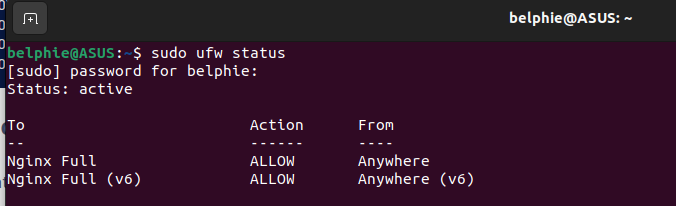 belphie@ASUS: ~
belphie@ASUS:~$ sudo ufw status
[sudo] password for belphie:
Status: active
To                         Action      From
--                         ------      ----
Nginx Full                 ALLOW       Anywhere
Nginx Full (v6)            ALLOW       Anywhere (v6)